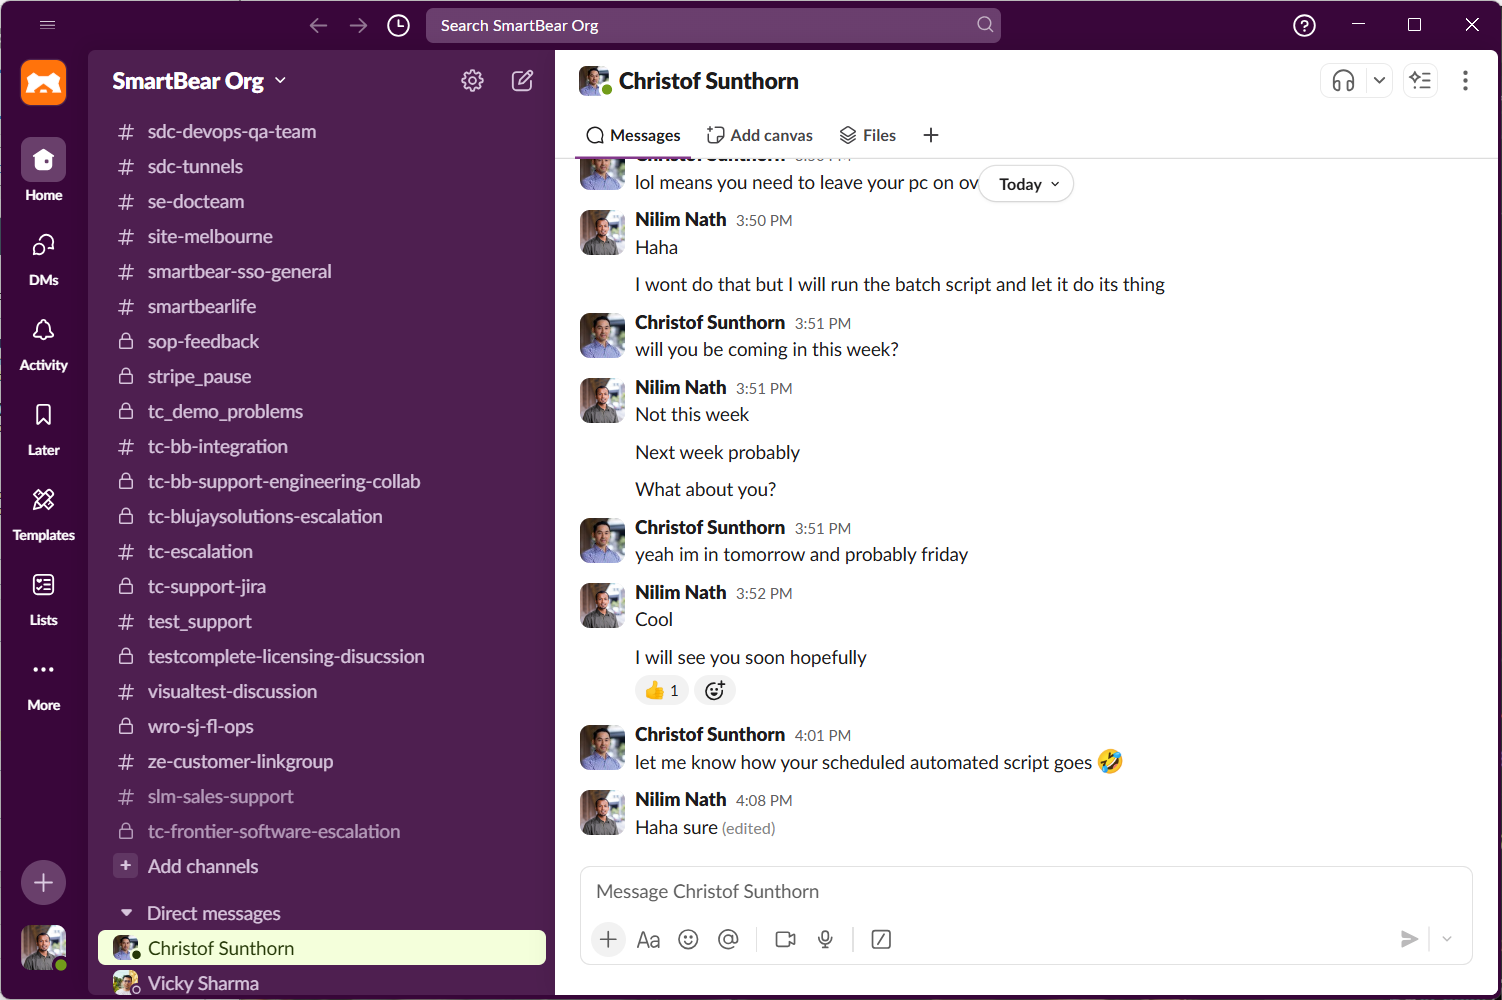 Search SmartBear Org
SmartBear Org
Home
DMs
Activity
Later
Templates
Lists
More
# sdc-devops-qa-team
# sdc-tunnels
# se-docteam
# site-melbourne
# smartbear-sso-general
# smartbearlife
sop-feedback
stripe_pause
tc_demo_problems
# tc-bb-integration
tc-bb-support-engineering-collab
tc-blujaysolutions-escalation
# tc-escalation
tc-support-jira
# test_support
testcomplete-licensing-disucssion
# visualtest-discussion
wro-sj-fl-ops
# ze-customer-linkgroup
# slm-sales-support
tc-frontier-software-escalation
+ Add channels
Direct messages
Christof Sunthorn
Vicky Sharma
Christof Sunthorn
Messages
Add canvas
Files
Today
lol means you need to leave your pc on ov
Nilim Nath 3:50 PM
Haha
I wont do that but I will run the batch script and let it do its thing
Christof Sunthorn 3:51 PM
will you be coming in this week?
Nilim Nath 3:51 PM
Not this week
Next week probably
What about you?
Christof Sunthorn 3:51 PM
yeah im in tomorrow and probably friday
Nilim Nath 3:52 PM
Cool
I will see you soon hopefully
👍 1
Christof Sunthorn 4:01 PM
let me know how your scheduled automated script goes 🤣
Nilim Nath 4:08 PM
Haha sure (edited)
Message Christof Sunthorn
Aa